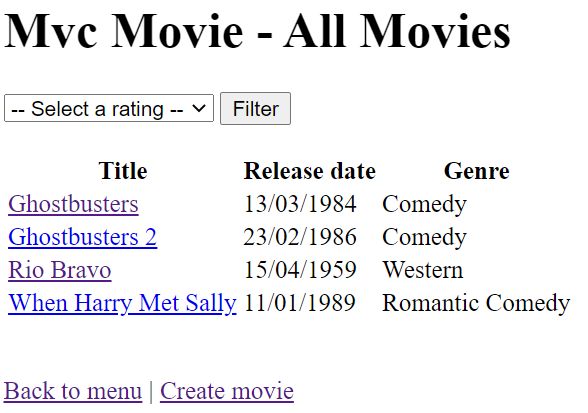 Mvc Movie - All Movies
-- Select a rating -- Filter
Title Release date Genre
Ghostbusters 13/03/1984 Comedy
Ghostbusters 2 23/02/1986 Comedy
Rio Bravo 15/04/1959 Western
When Harry Met Sally 11/01/1989 Romantic Comedy
Back to menu | Create movie